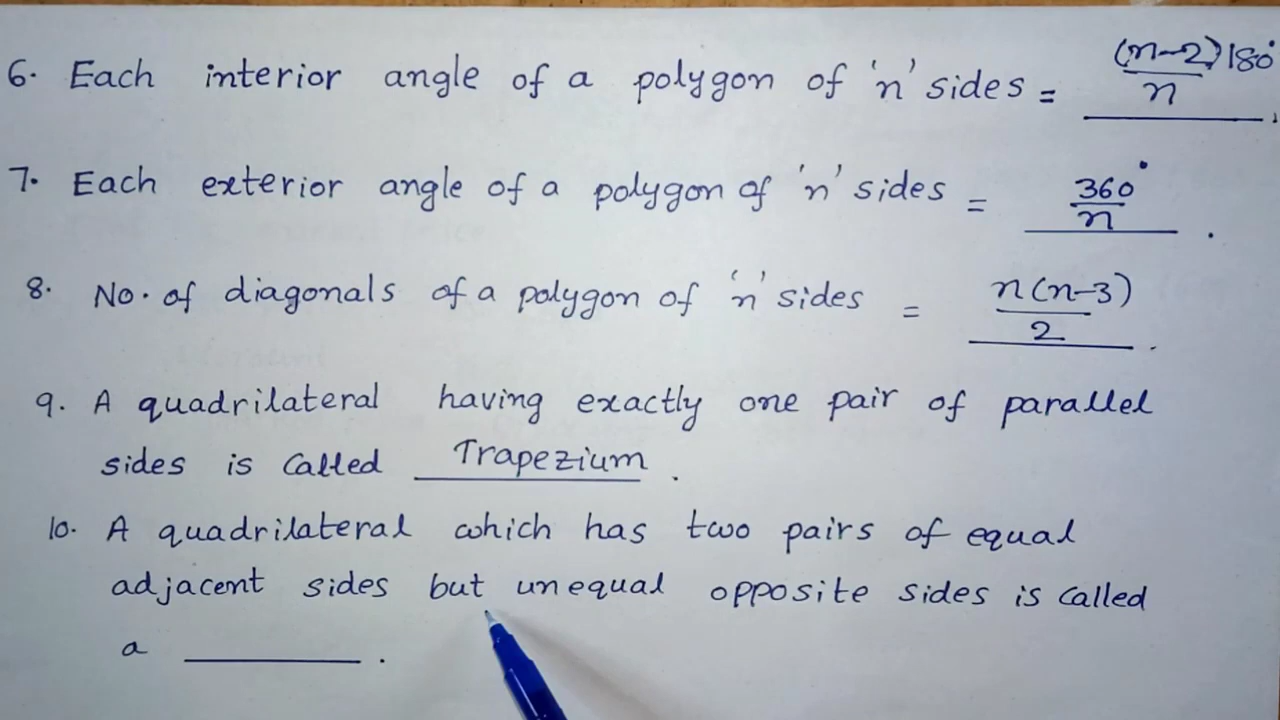 6. Each interior angle of a polygon of 'n' sides = (n-2)180°/n.
7. Each exterior angle of a polygon of 'n' sides = 360°/n.
8. No. of diagonals of a polygon of 'n' sides = n(n-3)/2.
9. A quadrilateral having exactly one pair of parallel
sides is called Trapezium.
10. A quadrilateral which has two pairs of equal
adjacent sides but unequal opposite sides is called
a ________.